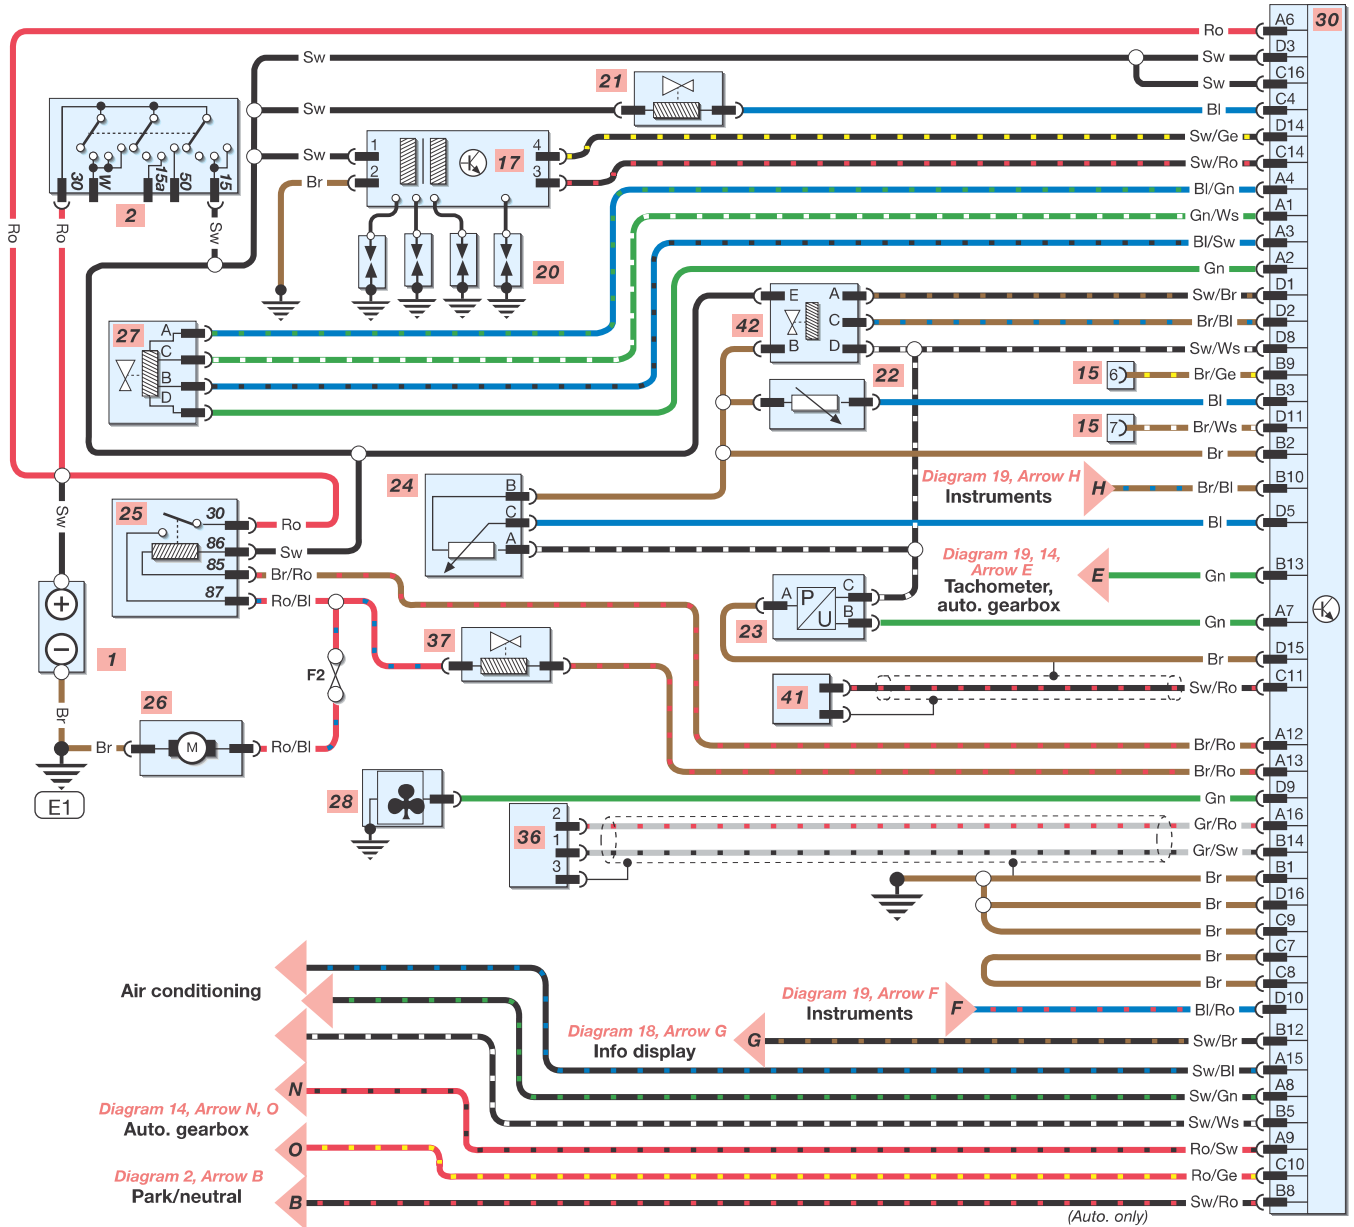 Ro A6 30
Sw Sw D3
Sw C16
21
Sw Bl C4
Sw/Ge D14
Sw 1 17 4 Sw/Ro C14
Br 2 3 Bl/Gn A4
30 W 15a 50 15
2
Gn/Ws A1
Ro Ro Sw
Bl/Sw A3
20
Gn A2
E A Sw/Br D1
42 C Br/Bl D2
27 A
B D Sw/Ws D8
C
B
D
22
15 6 Br/Ge B9
Bl B3
15 7 Br/Ws D11
Br B2
24 B
Diagram 19, Arrow H
Instruments
H Br/Bl B10
Sw
25 30 Ro
C Bl D5
86 Sw
A
85 Br/Ro
87 Ro/Bl
Diagram 19, 14,
Arrow E
Tachometer,
auto. gearbox
E Gn B13
23 A P U C B
Gn A7
+
−
1
F2
37
Br D15
41 Sw/Ro C11
Br
26
Br M Ro/Bl
E1
Br/Ro A12
Br/Ro A13
28 Gn D9
36 2 Gr/Ro A16
1 Gr/Sw B14
3
Br B1
Br D16
Br C9
Br C7
Br C8
Air conditioning
Diagram 19, Arrow F
Instruments
F Bl/Ro D10
Diagram 18, Arrow G
Info display
G Sw/Br B12
Sw/Bl A15
Sw/Gn A8
N
Diagram 14, Arrow N, O
Auto. gearbox
Sw/Ws B5
O Ro/Sw A9
Diagram 2, Arrow B
Park/neutral
Ro/Ge C10
B Sw/Ro B8
(Auto. only)